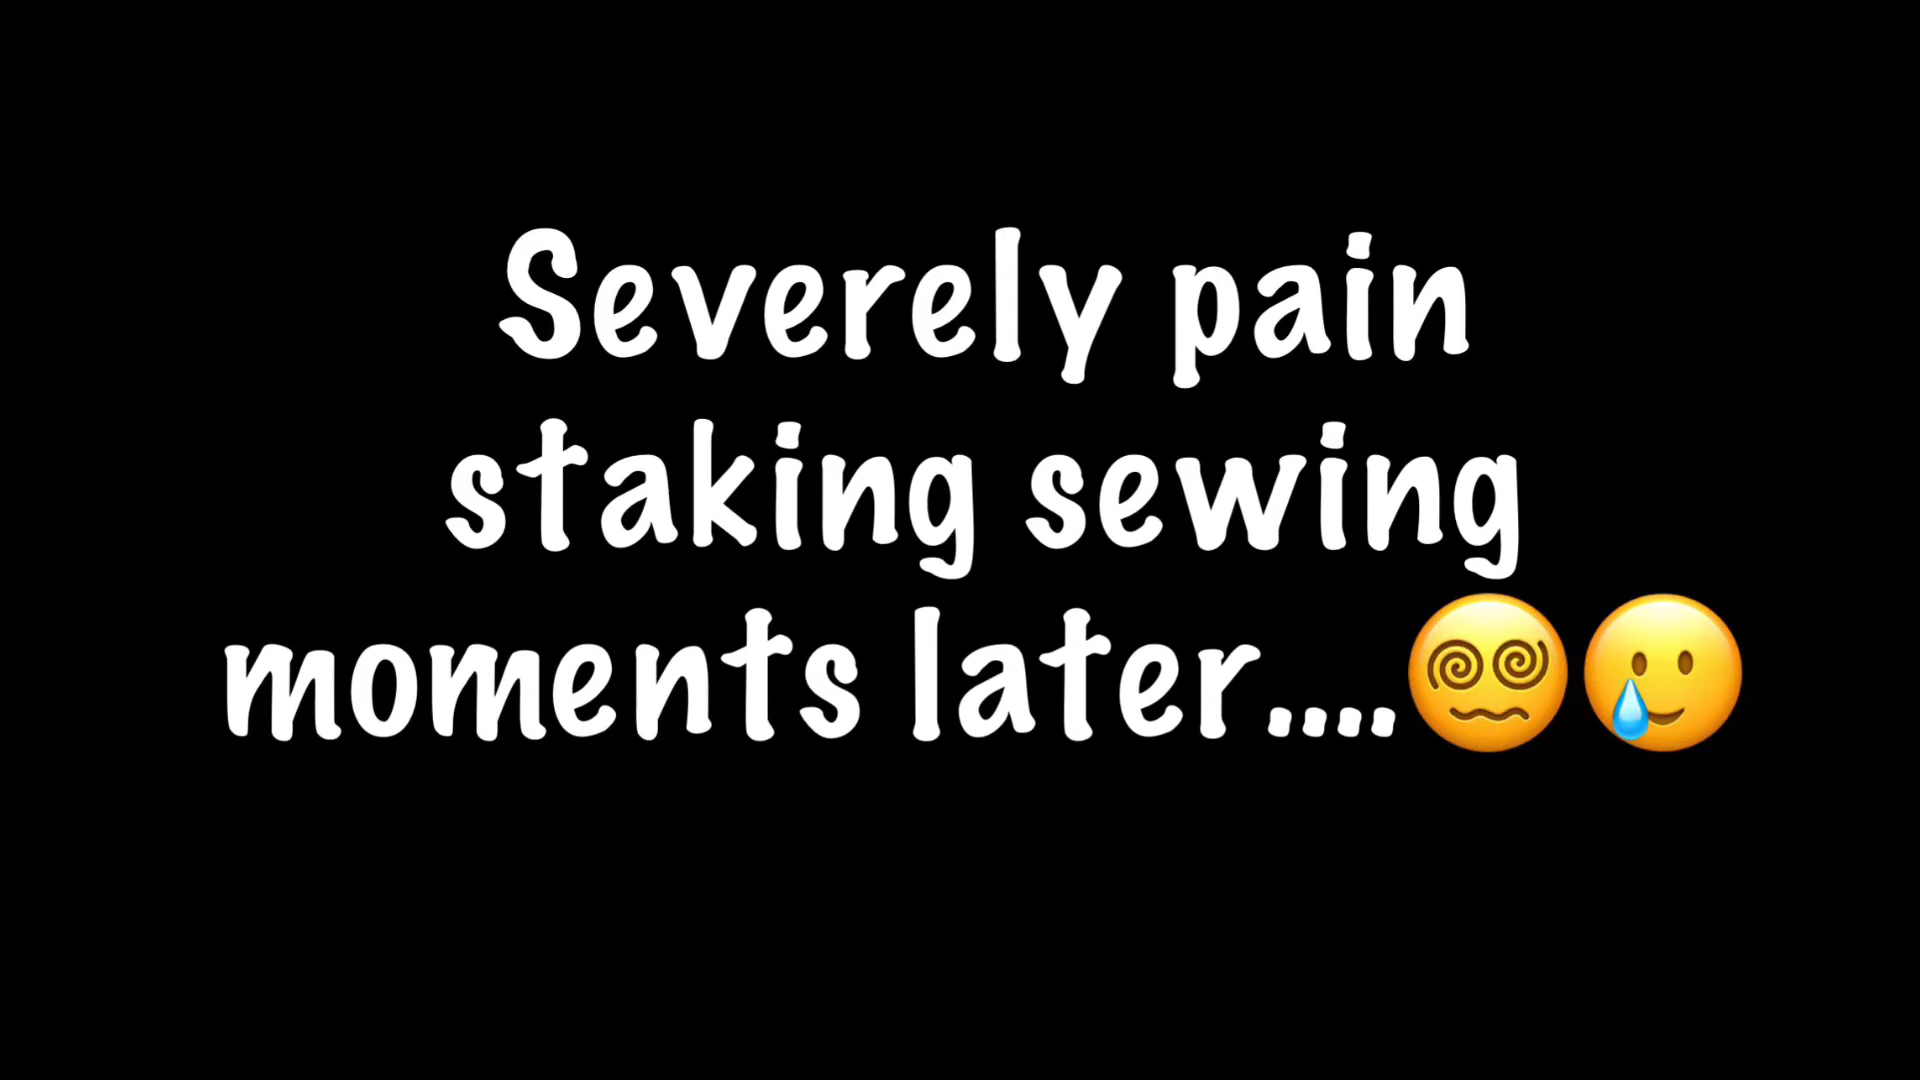 Severely pain
staking sewing
moments later....😵‍💫🥲